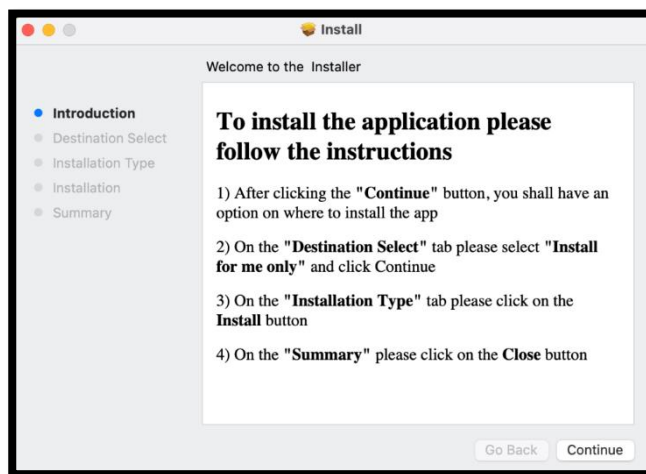 Install
Welcome to the Installer
Introduction
Destination Select
Installation Type
Installation
Summary
To install the application please
follow the instructions
1) After clicking the "Continue" button, you shall have an
option on where to install the app
2) On the "Destination Select" tab please select "Install
for me only" and click Continue
3) On the "Installation Type" tab please click on the
Install button
4) On the "Summary" please click on the Close button
Go Back
Continue